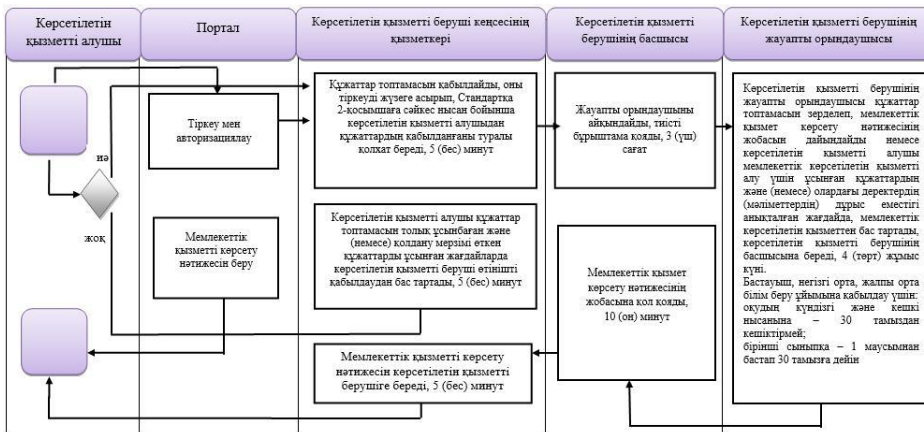 Көрсетілетін
қызметті алушы
Портал
Көрсетілетін қызметті беруші кеңсесінің
қызметкері
Көрсетілетін қызметті
берушінің басшысы
Көрсетілетін қызметті берушінің
жауапты орындаушысы
Тіркеу мен
авторизациялау
Құжаттар топтамасын қабылдайды, оны
тіркеуді жүзеге асырып, Стандартқа
2-қосымшаға сәйкес нысан бойынша
көрсетілетін қызметті алушыдан
құжаттардың қабылданғаны туралы
қолхат береді, 5 (бес) минут
Жауапты орындаушыны
айқындайды, тиісті
бұрыштама қояды, 3 (үш)
сағат
Көрсетілетін қызметті берушінің
жауапты орындаушысы құжаттар
топтамасын зерделеп, мемлекеттік
қызмет көрсету нәтижесінің
жобасын дайындайды немесе
көрсетілетін қызметті алушы
мемлекеттік көрсетілетін қызметті
алу үшін ұсынған құжаттардың
және (немесе) олардағы деректердің
(мәліметтердің) дұрыс еместігі
анықталған жағдайда, мемлекеттік
көрсетілетін қызметтен бас тартады,
көрсетілетін қызметті берушінің
басшысына береді, 4 (төрт) жұмыс
күні.
Бастауыш, негізгі орта, жалпы орта
білім беру ұйымына қабылдау үшін:
оқудың күндізгі және кешкі
нысанына – 30 тамыздан
кешіктірмей;
бірінші сыныпқа – 1 маусымнан
бастап 30 тамызға дейін
иә
жоқ
Мемлекеттік
қызметті көрсету
нәтижесін беру
Көрсетілетін қызметті алушы құжаттар
топтамасын толық ұсынбаған және
(немесе) қолдану мерзімі өткен
құжаттарды ұсынған жағдайларда
көрсетілетін қызметті беруші өтінішті
қабылдаудан бас тартады, 5 (бес) минут
Мемлекеттік қызмет
көрсету нәтижесінің
жобасына қол қояды,
10 (он) минут
Мемлекеттік қызметті көрсету
нәтижесін көрсетілетін қызметті
берушіге береді, 5 (бес) минут